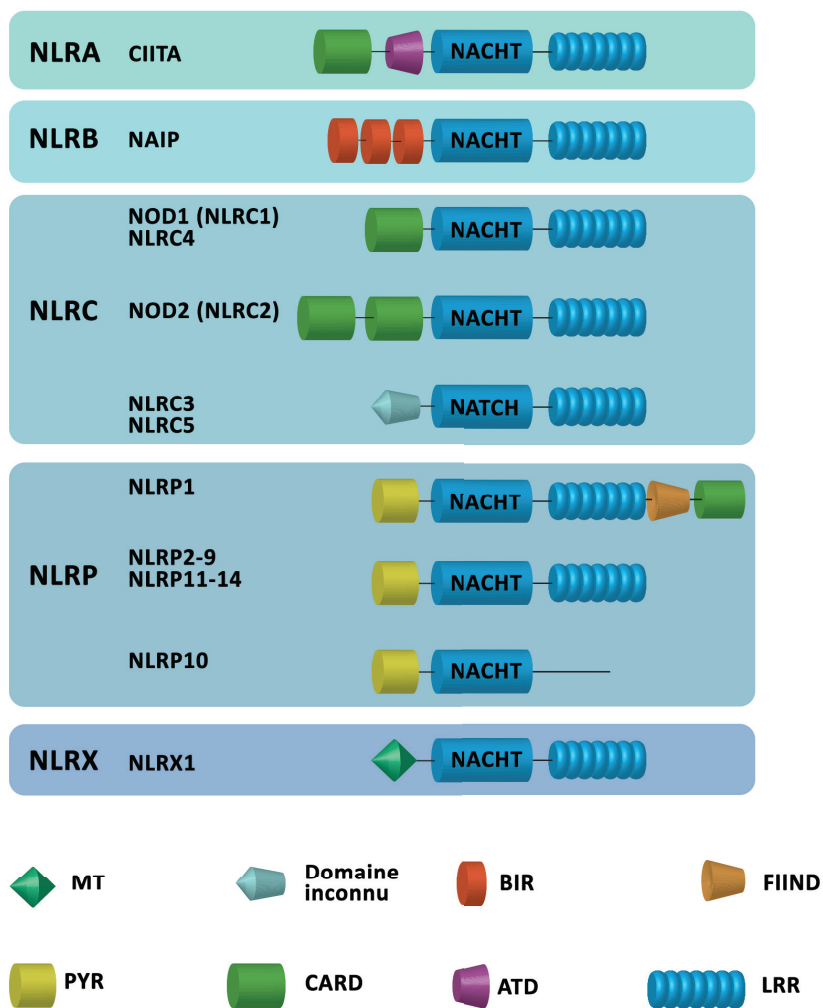 NLRA CIITA NACHT
NLRB NAIP NACHT
NOD1 (NLRC1)
NLRC4
NACHT
NLRC
NOD2 (NLRC2) NACHT
NLRC3
NLRC5
NATCH
NLRP1 NACHT
NLRP
NLRP2-9
NLRP11-14
NACHT
NLRP10 NACHT
NLRX NLRX1 NACHT
MT
Domaine
inconnu
BIR
FIIND
PYR
CARD
ATD
LRR